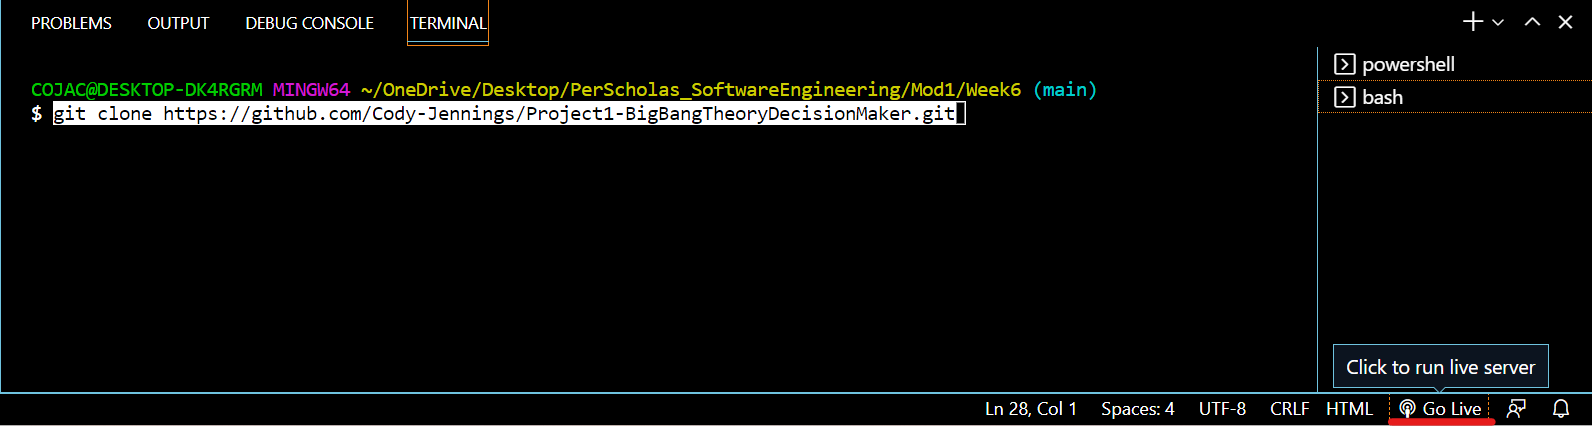 PROBLEMS OUTPUT DEBUG CONSOLE TERMINAL
powershell
bash
COJAC@DESKTOP-DK4RGRM MINGW64 ~/OneDrive/Desktop/PerScholas_SoftwareEngineering/Mod1/Week6 (main)
$ git clone https://github.com/Cody-Jennings/Project1-BigBangTheoryDecisionMaker.git
Click to run live server
Ln 28, Col 1 Spaces: 4 UTF-8 CRLF HTML Go Live